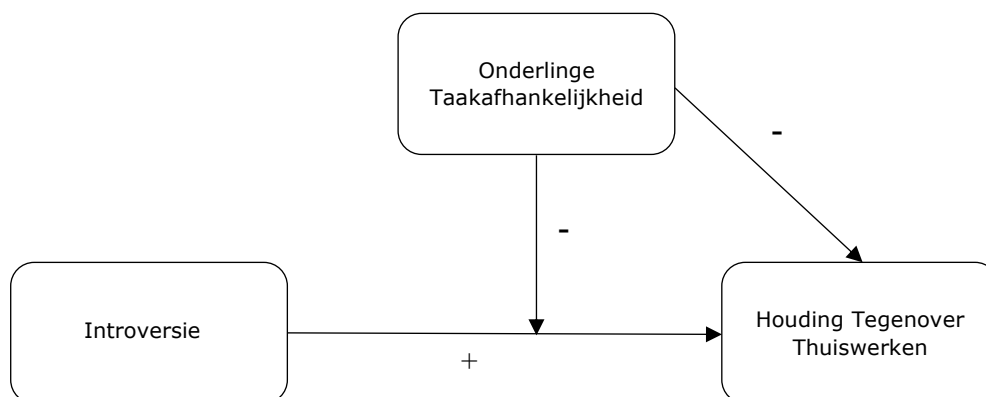 Onderlinge
Taakafhankelijkheid
-
-
Introversie
+
Houding Tegenover
Thuiswerken